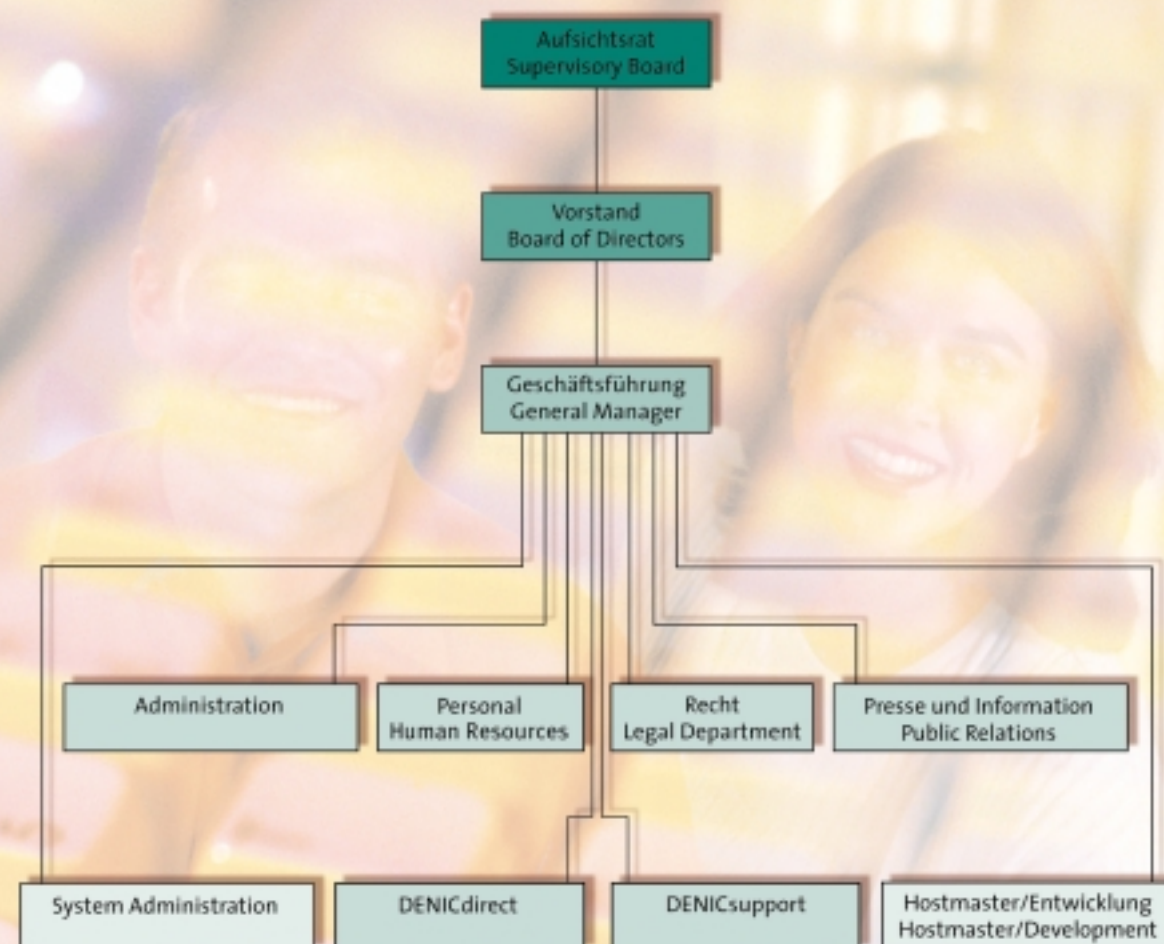 Aufsichtsrat
Supervisory Board
Vorstand
Board of Directors
Geschäftsführung
General Manager
Administration
Personal
Human Resources
Recht
Legal Department
Presse und Information
Public Relations
System Administration
DENICdirect
DENICsupport
Hostmaster/Entwicklung
Hostmaster/Development